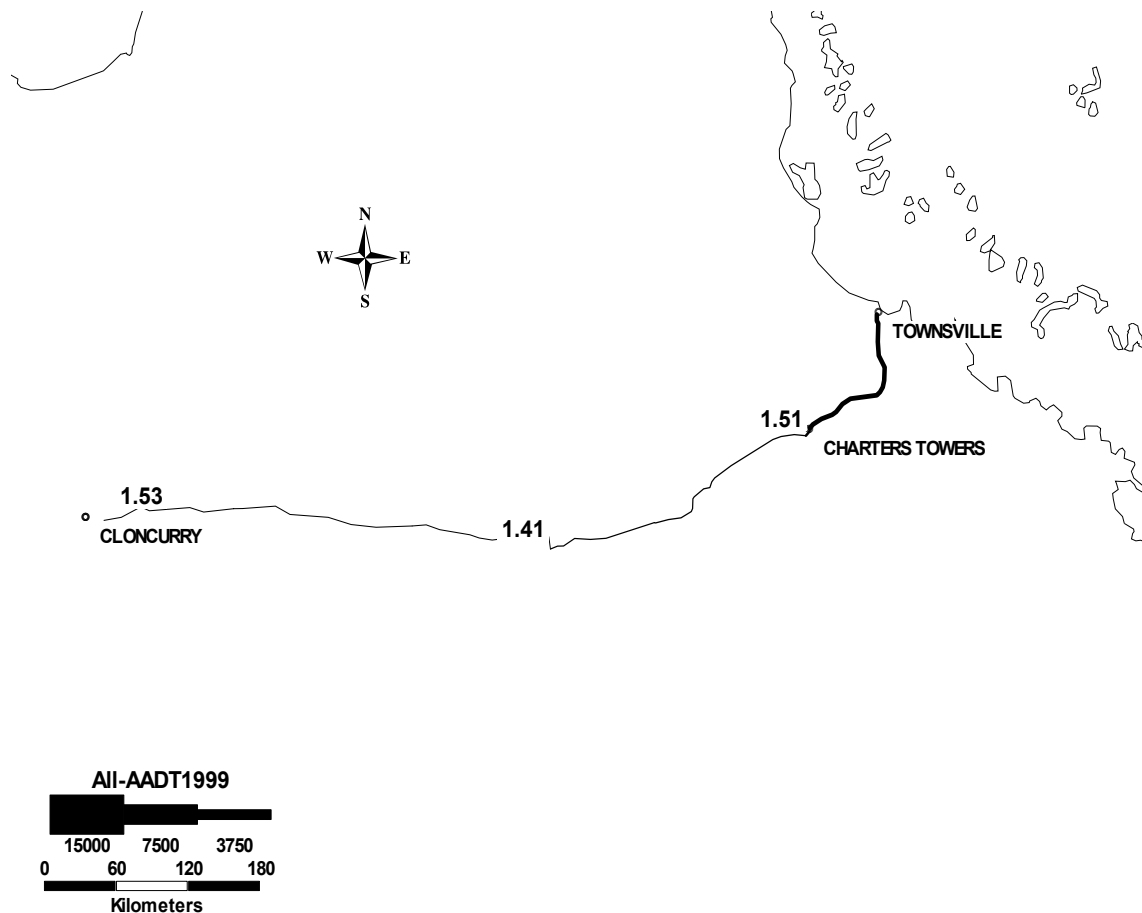 N
W E
S
TOWNSVILLE
1.51
CHARTERS TOWERS
1.53
CLONCURRY
1.41
All-AADT1999
15000 7500 3750
0 60 120 180
Kilometers